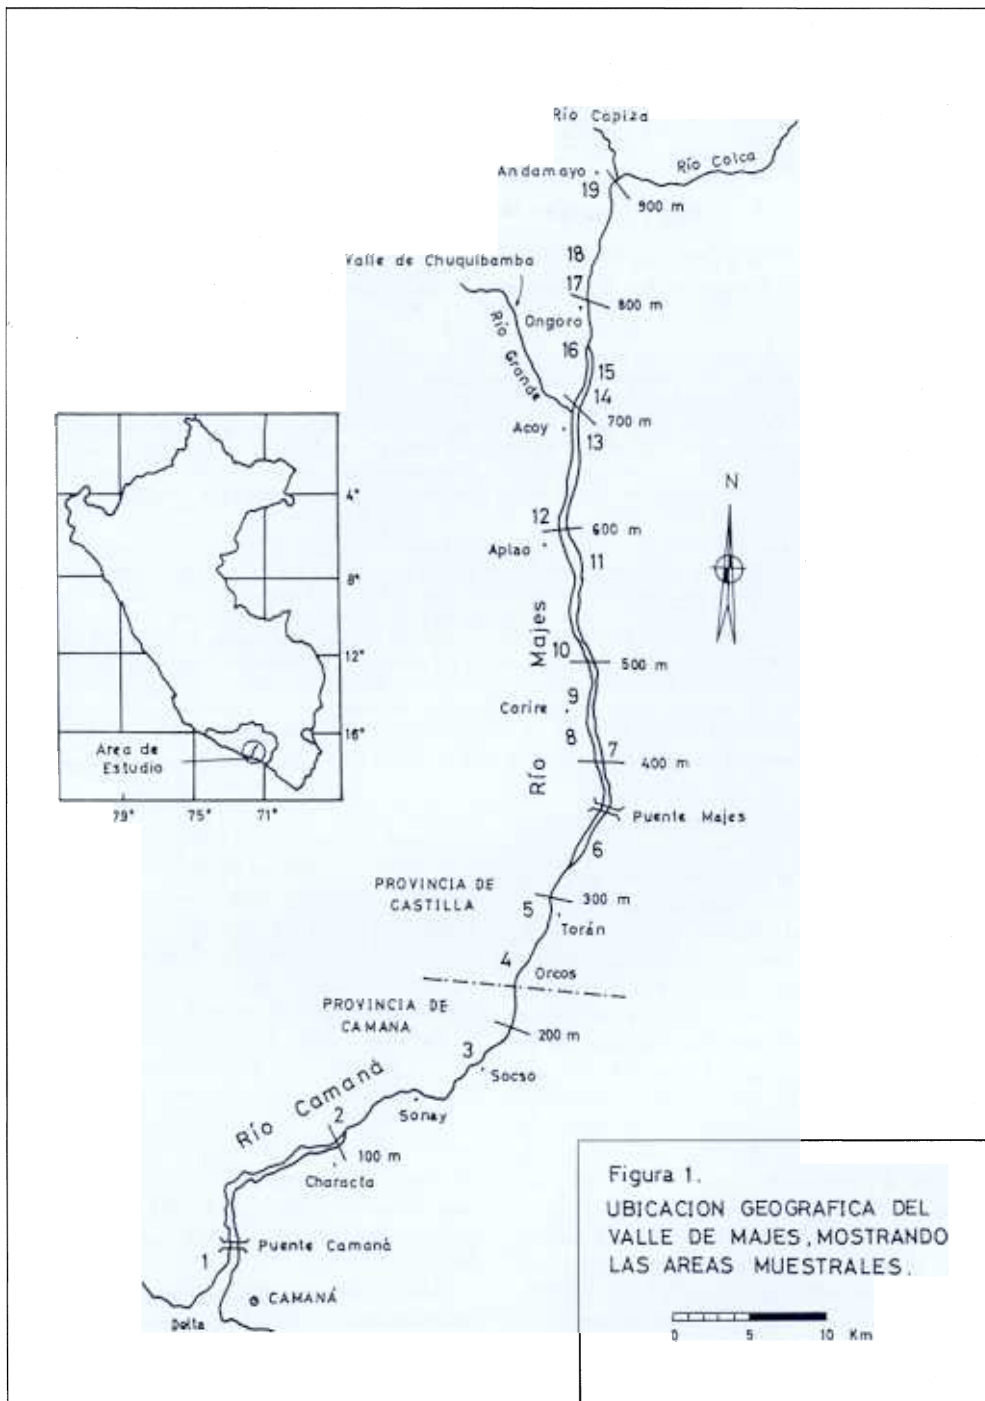 Río Capiza
Río Colca
Andamayo
19
900 m
18
Valle de Chuquibamba
17
800 m
Ongoro
Río Grande
16
15
14
700 m
Acoy
13
N
12
600 m
Aplao
11
4°
8°
12°
16°
79°
75°
71°
Area de
Estudio
Río Majes
10
500 m
9
Corire
8
7
400 m
Puente Majes
6
PROVINCIA DE
CASTILLA
5
300 m
Torán
4
Orcos
PROVINCIA DE
CAMANA
200 m
3
Socso
Río Camaná
Sonay
2
100 m
Characta
Puente Camaná
1
CAMANÁ
Delta
Figura 1.
UBICACION GEOGRAFICA DEL
VALLE DE MAJES, MOSTRANDO
LAS AREAS MUESTRALES.
0 5 10 Km